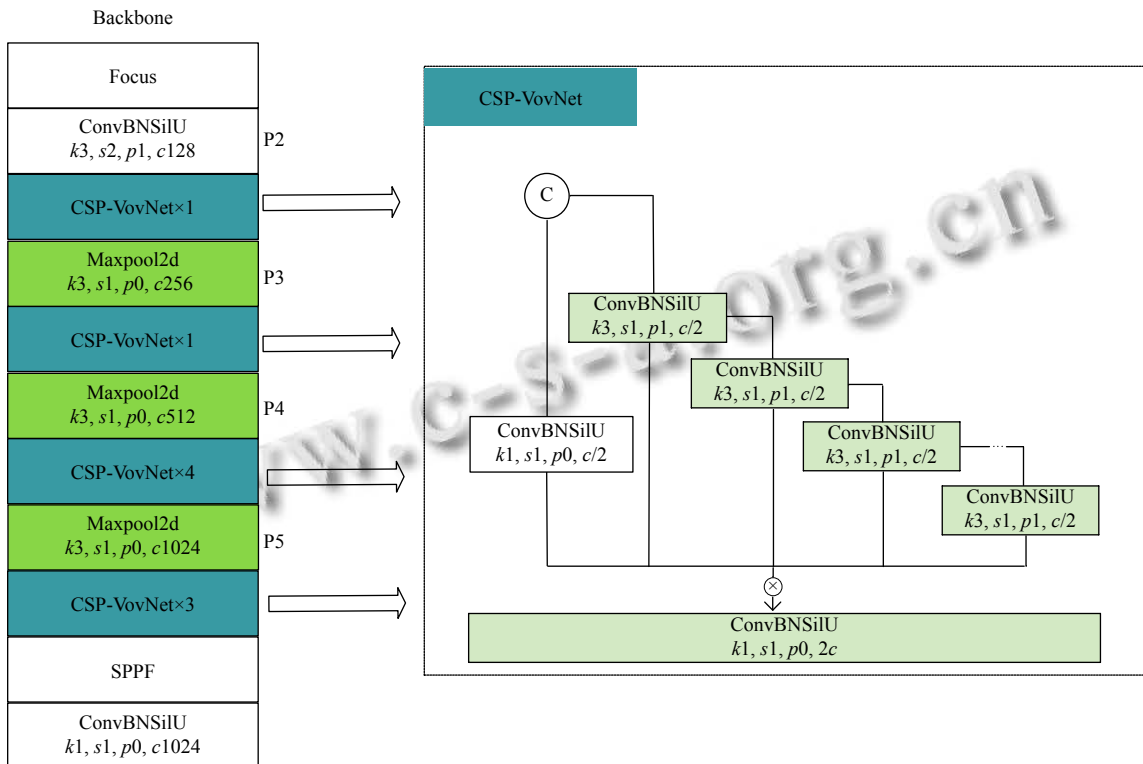 Backbone
Focus
ConvBNSilU
k3, s2, p1, c128
P2
CSP-VovNet×1
Maxpool2d
k3, s1, p0, c256
P3
CSP-VovNet×1
Maxpool2d
k3, s1, p0, c512
P4
CSP-VovNet×4
Maxpool2d
k3, s1, p0, c1024
P5
CSP-VovNet×3
SPPF
ConvBNSilU
k1, s1, p0, c1024
CSP-VovNet
C
ConvBNSilU
k3, s1, p1, c/2
ConvBNSilU
k3, s1, p1, c/2
ConvBNSilU
k1, s1, p0, c/2
ConvBNSilU
k3, s1, p1, c/2
...
ConvBNSilU
k3, s1, p1, c/2
×
ConvBNSilU
k1, s1, p0, 2c
www.c-s-a.org.cn